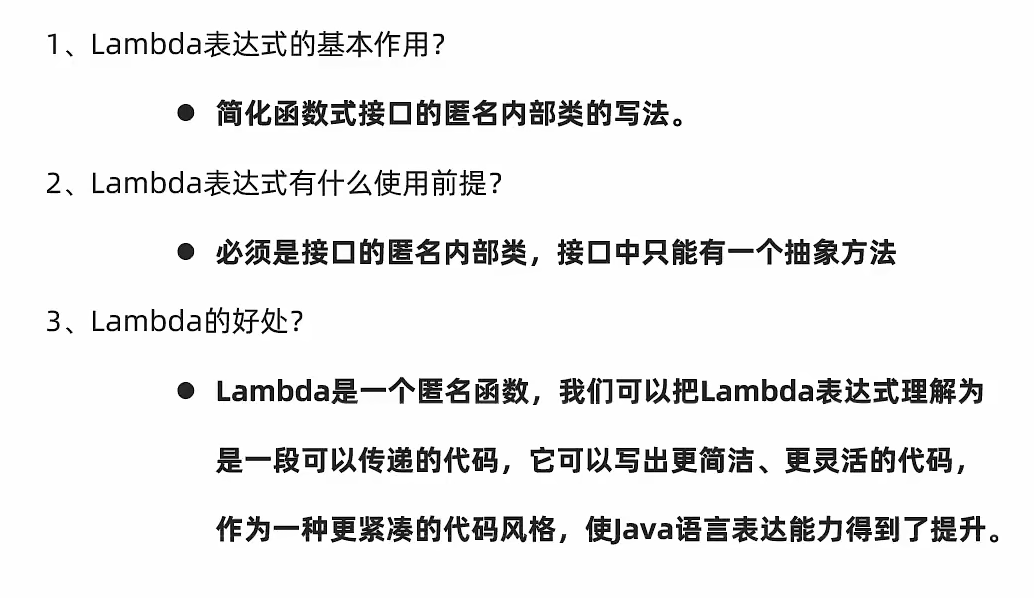 1、Lambda表达式的基本作用?
● 简化函数式接口的匿名内部类的写法。
2、Lambda表达式有什么使用前提?
● 必须是接口的匿名内部类，接口中只能有一个抽象方法
3、Lambda的好处?
● Lambda是一个匿名函数，我们可以把Lambda表达式理解为
是一段可以传递的代码，它可以写出更简洁、更灵活的代码，
作为一种更紧凑的代码风格，使Java语言表达能力得到了提升。